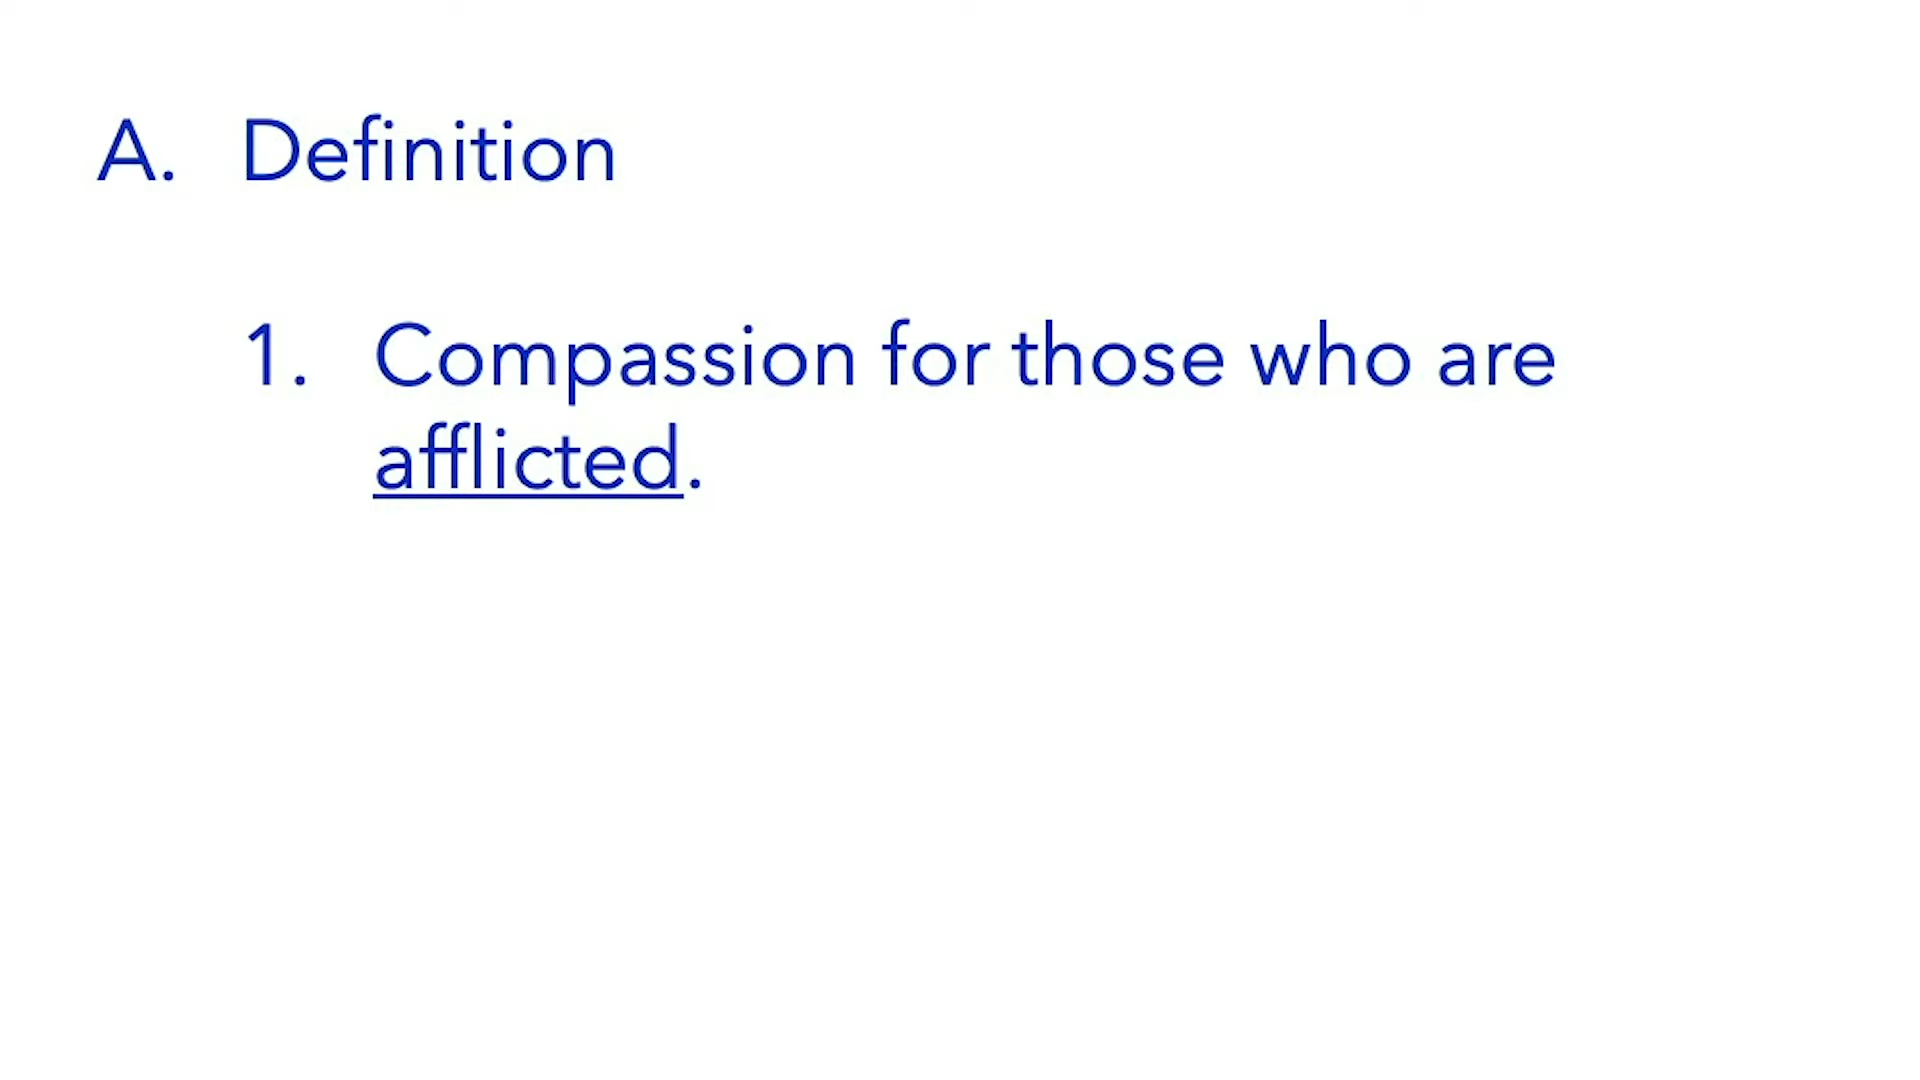 A. Definition
1. Compassion for those who are
afflicted.